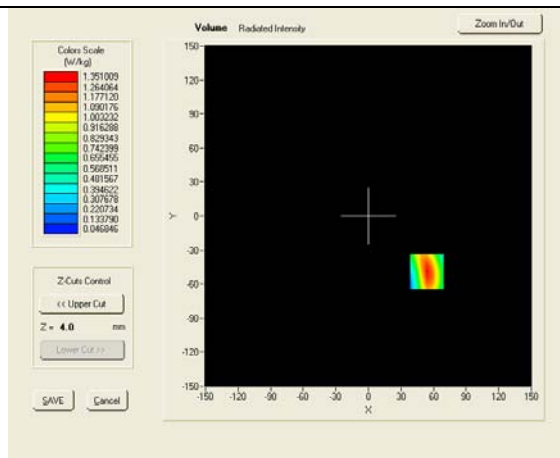 Volume Radiated Intensity
Zoom In/Out
Colors Scale
(W/kg)
1.351009
1.264064
1.177120
1.090176
1.003232
0.916288
0.829343
0.742399
0.655455
0.568511
0.481567
0.394622
0.307678
0.220734
0.133790
0.046846
Z-Cuts Control
<< Upper Cut
Z = 4.0 mm
Lower Cut >>
SAVE Cancel
150
120
90
60
30
0
-30
-60
-90
-120
-150
Y
-150 -120 -90 -60 -30 0 30 60 90 120 150
X